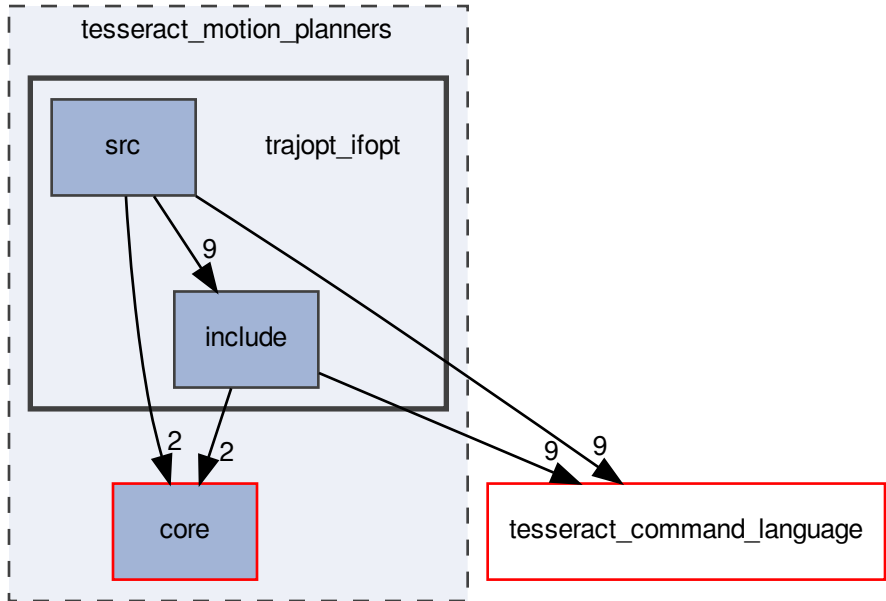 tesseract_motion_planners
src
trajopt_ifopt
9
include
2
2
9
9
core
tesseract_command_language